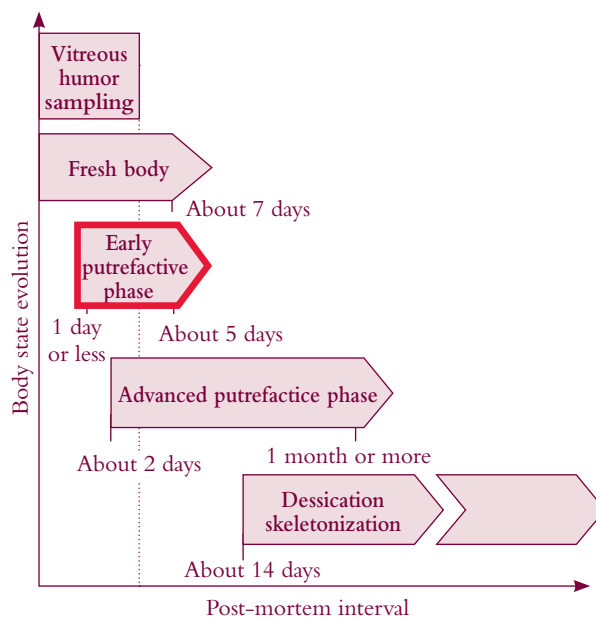 Vitreous
humor
sampling
Fresh body
About 7 days
Early
putrefactive
phase
1 day
or less
About 5 days
Advanced putrefactice phase
About 2 days
1 month or more
Dessication
skeletonization
About 14 days
Body state evolution
Post-mortem interval